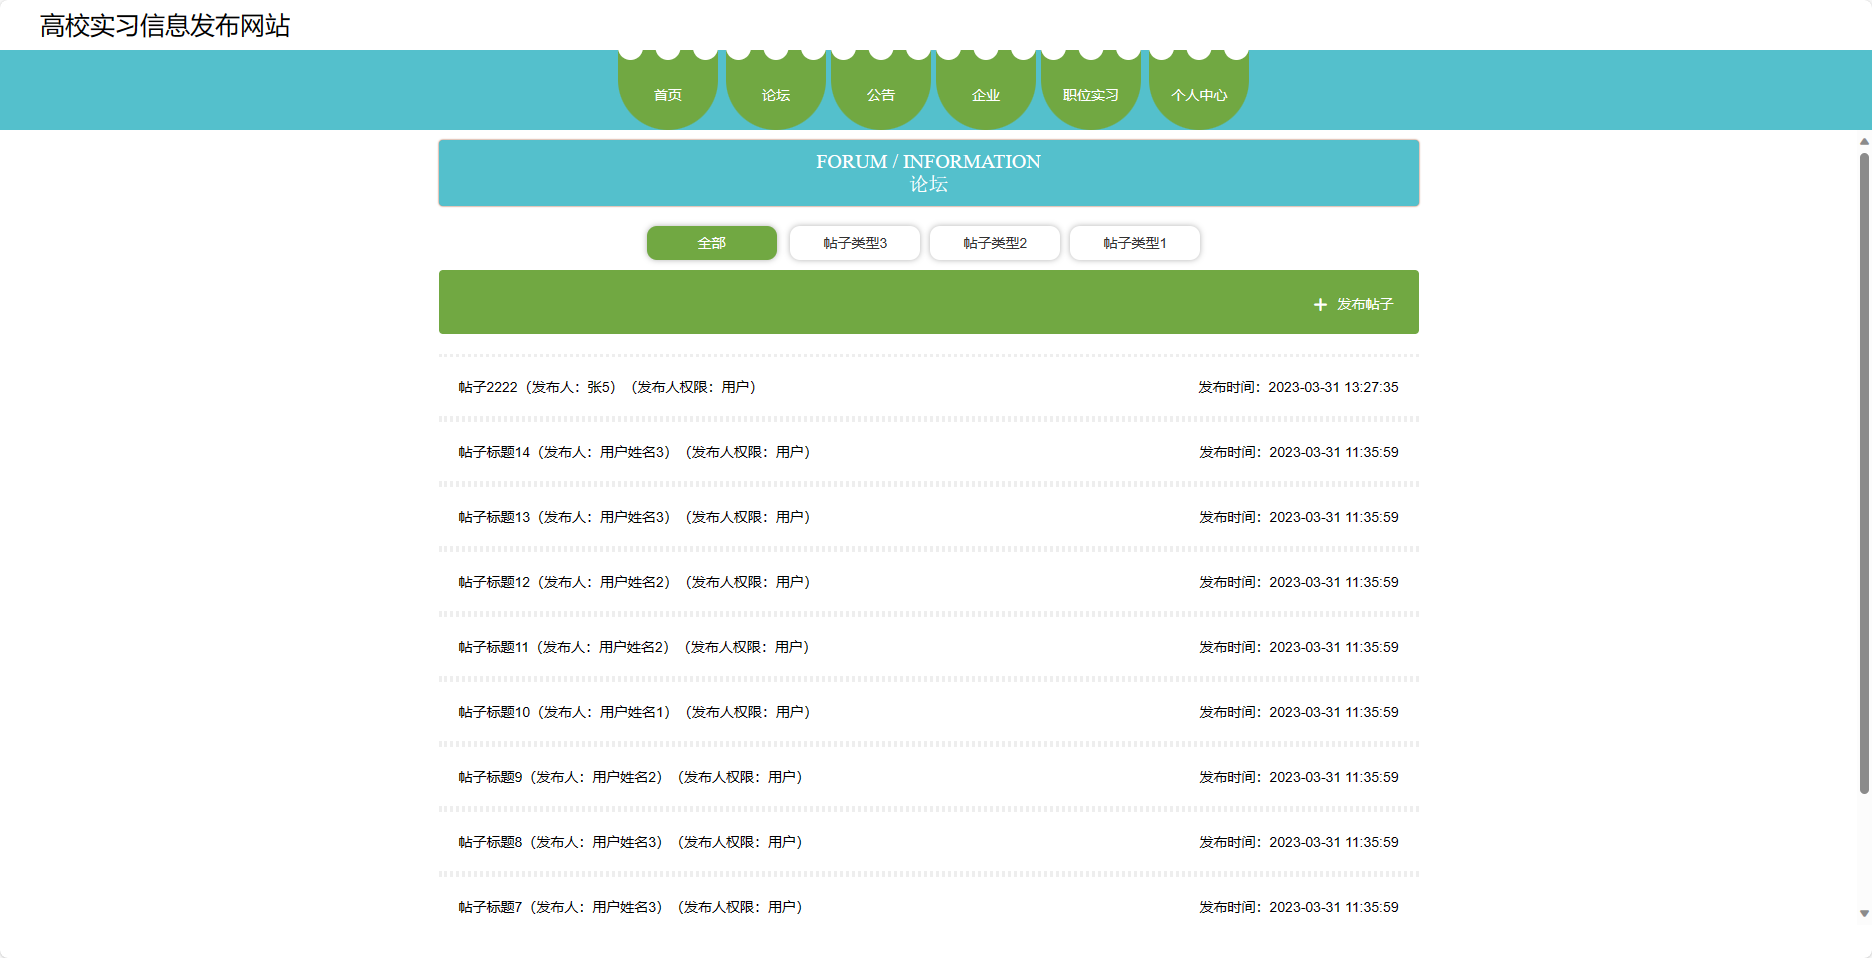 高校实习信息发布网站
首页 论坛 公告 企业 职位实习 个人中心
FORUM / INFORMATION
论坛
全部 帖子类型3 帖子类型2 帖子类型1
+ 发布帖子
帖子2222（发布人：张5）（发布人权限：用户） 发布时间：2023-03-31 13:27:35
帖子标题14（发布人：用户姓名3）（发布人权限：用户） 发布时间：2023-03-31 11:35:59
帖子标题13（发布人：用户姓名3）（发布人权限：用户） 发布时间：2023-03-31 11:35:59
帖子标题12（发布人：用户姓名2）（发布人权限：用户） 发布时间：2023-03-31 11:35:59
帖子标题11（发布人：用户姓名2）（发布人权限：用户） 发布时间：2023-03-31 11:35:59
帖子标题10（发布人：用户姓名1）（发布人权限：用户） 发布时间：2023-03-31 11:35:59
帖子标题9（发布人：用户姓名2）（发布人权限：用户） 发布时间：2023-03-31 11:35:59
帖子标题8（发布人：用户姓名3）（发布人权限：用户） 发布时间：2023-03-31 11:35:59
帖子标题7（发布人：用户姓名3）（发布人权限：用户） 发布时间：2023-03-31 11:35:59